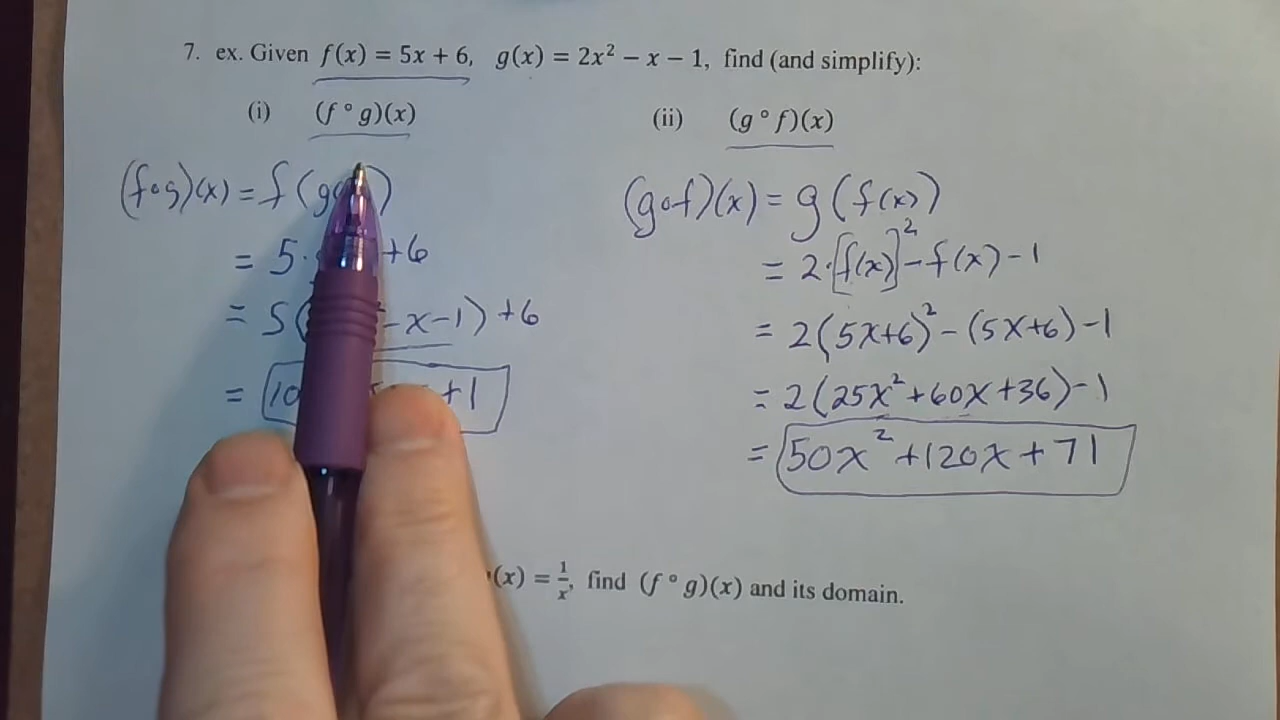 7. ex. Given f(x) = 5x + 6, g(x) = 2x² − x − 1, find (and simplify):
(i) (f ∘ g)(x)
(f∘g)(x) = f(g
= 5· +6
= 5( − x − 1) + 6
= 10 +1
(ii) (g ∘ f)(x)
(g∘f)(x) = g(f(x))
= 2·[f(x)]² − f(x) − 1
= 2(5x+6)² − (5x+6) − 1
= 2(25x² + 60x + 36) − 1
= 50x² + 120x + 71
(x) = 1/x, find (f ∘ g)(x) and its domain.